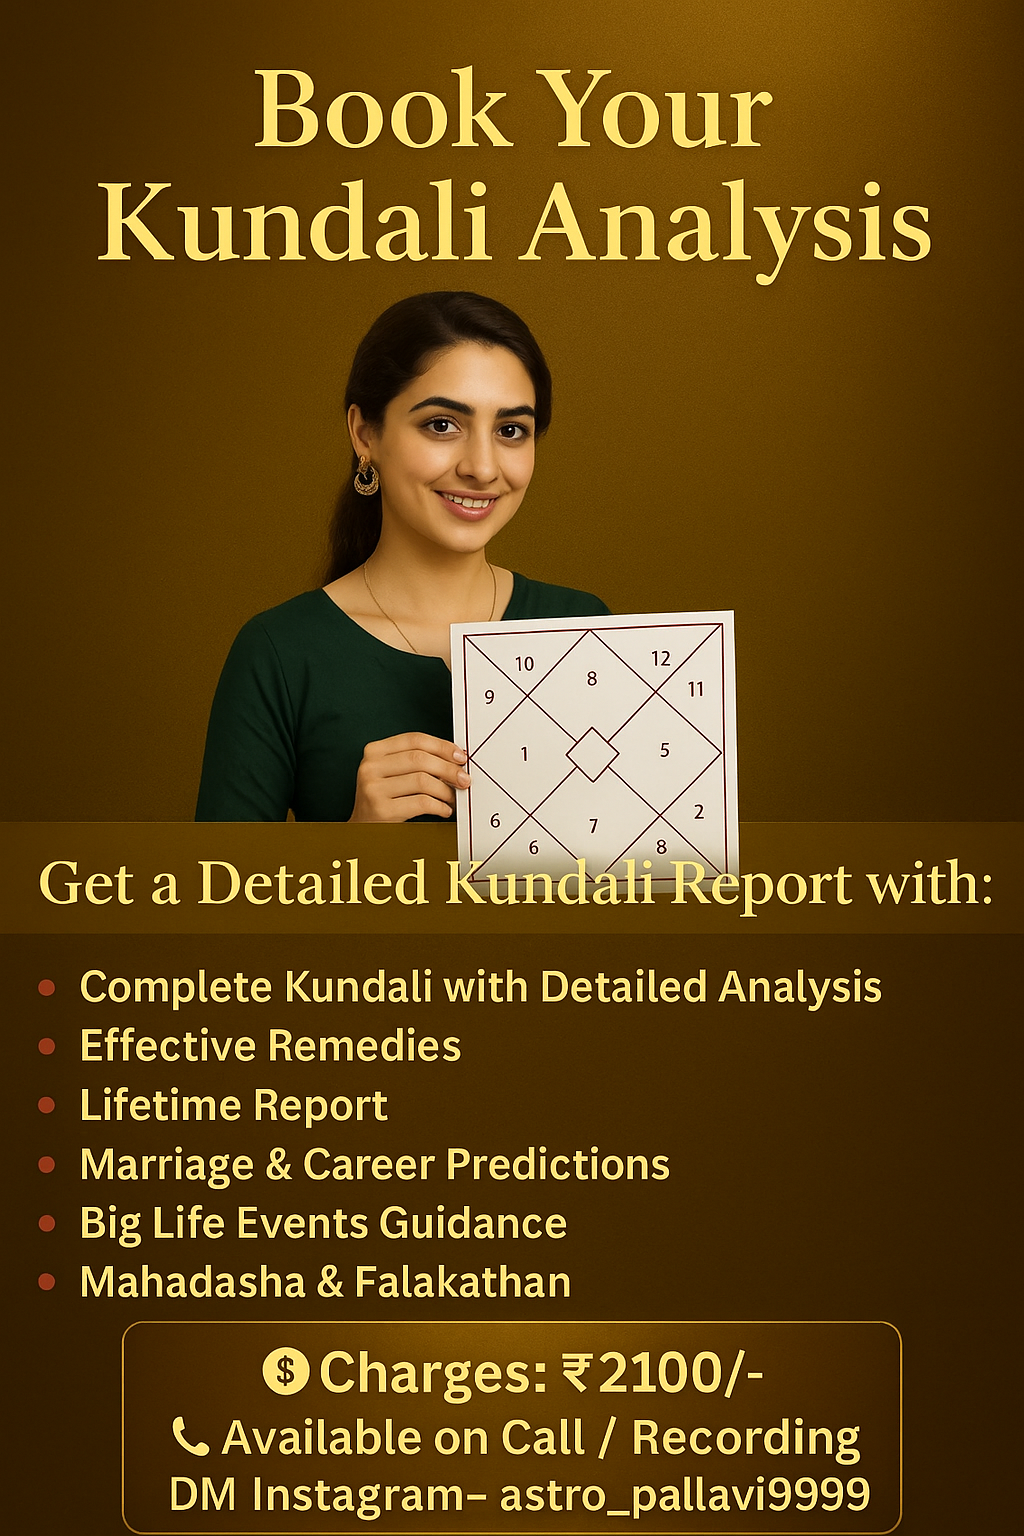 Book Your
Kundali Analysis
10
8
12
9
11
1
5
6
7
2
6
8
Get a Detailed Kundali Report with:
• Complete Kundali with Detailed Analysis
• Effective Remedies
• Lifetime Report
• Marriage & Career Predictions
• Big Life Events Guidance
• Mahadasha & Falakathan
$ Charges: ₹2100/-
Available on Call / Recording
DM Instagram– astro_pallavi9999